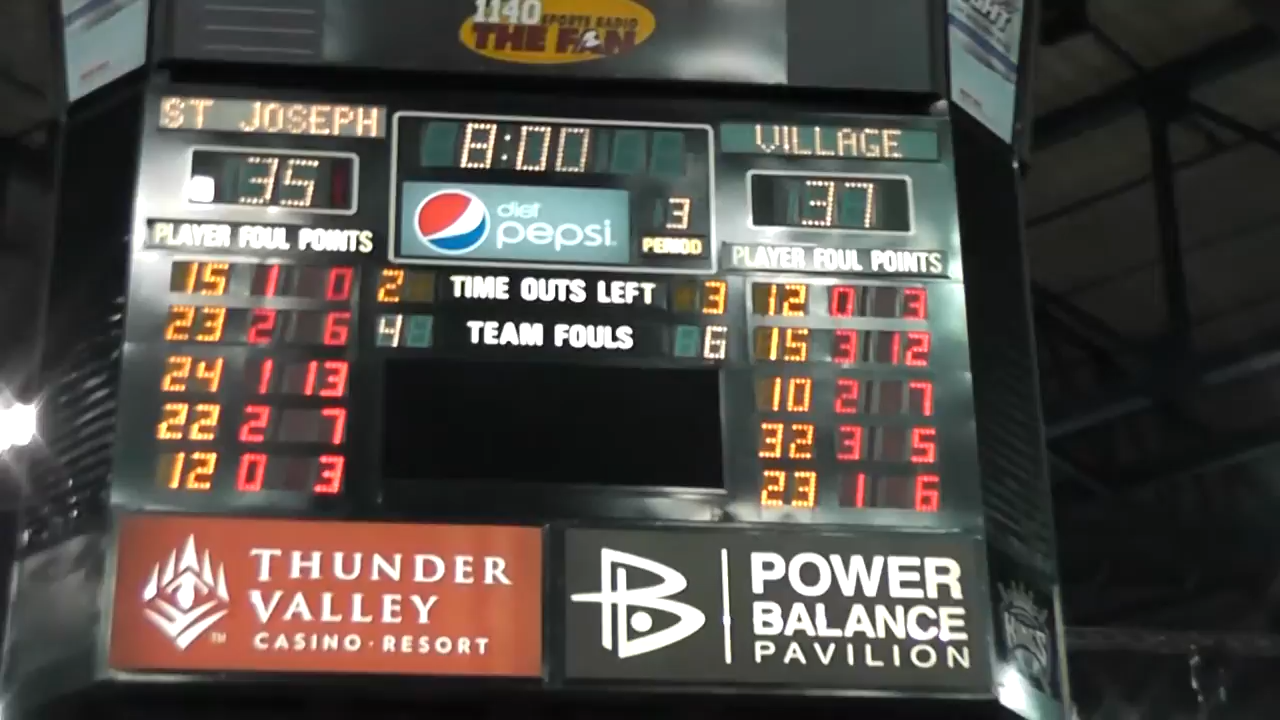 1140 SPORTS RADIO
THE FAN
ST JOSEPH 8:00 VILLAGE
35 diet pepsi. 3 37
PERIOD
PLAYER FOUL POINTS PLAYER FOUL POINTS
15 1 0 2 TIME OUTS LEFT 3 12 0 3
23 2 6 4 TEAM FOULS 6 15 3 12
24 1 13 10 2 7
22 2 7 32 3 5
12 0 3 23 1 6
THUNDER
VALLEY
CASINO · RESORT
TM
B POWER
BALANCE
PAVILION
KINGS